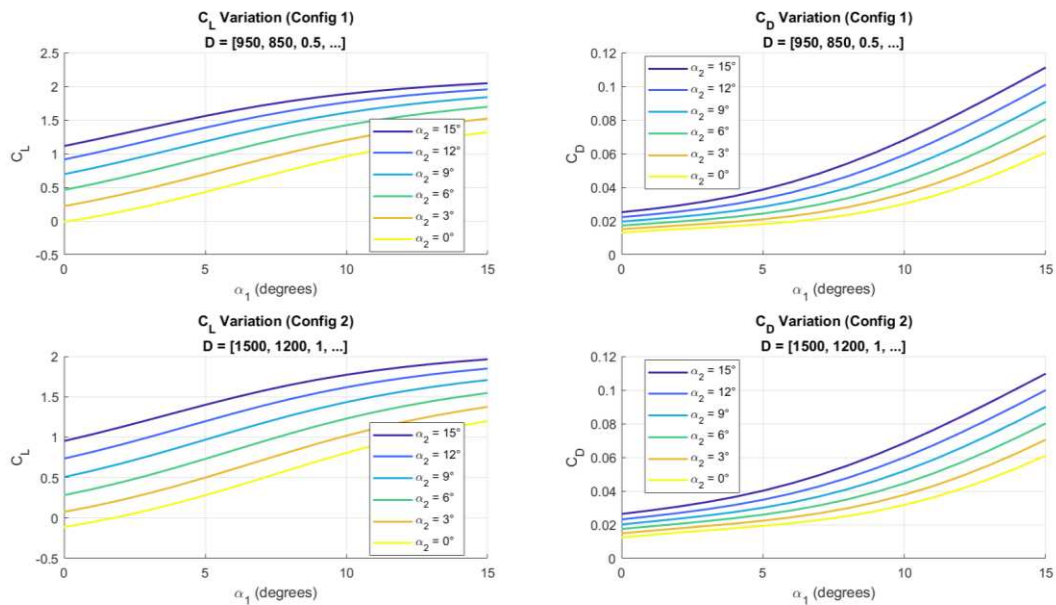 C_L Variation (Config 1)
D = [950, 850, 0.5, ...]
2.5
2
1.5
1
0.5
0
-0.5
C_L
α_2 = 15°
α_2 = 12°
α_2 = 9°
α_2 = 6°
α_2 = 3°
α_2 = 0°
0
5
10
15
α_1 (degrees)
C_D Variation (Config 1)
D = [950, 850, 0.5, ...]
0.12
0.1
0.08
0.06
0.04
0.02
0
C_D
α_2 = 15°
α_2 = 12°
α_2 = 9°
α_2 = 6°
α_2 = 3°
α_2 = 0°
0
5
10
15
α_1 (degrees)
C_L Variation (Config 2)
D = [1500, 1200, 1, ...]
2
1.5
1
0.5
0
-0.5
C_L
α_2 = 15°
α_2 = 12°
α_2 = 9°
α_2 = 6°
α_2 = 3°
α_2 = 0°
0
5
10
15
α_1 (degrees)
C_D Variation (Config 2)
D = [1500, 1200, 1, ...]
0.12
0.1
0.08
0.06
0.04
0.02
0
C_D
α_2 = 15°
α_2 = 12°
α_2 = 9°
α_2 = 6°
α_2 = 3°
α_2 = 0°
0
5
10
15
α_1 (degrees)